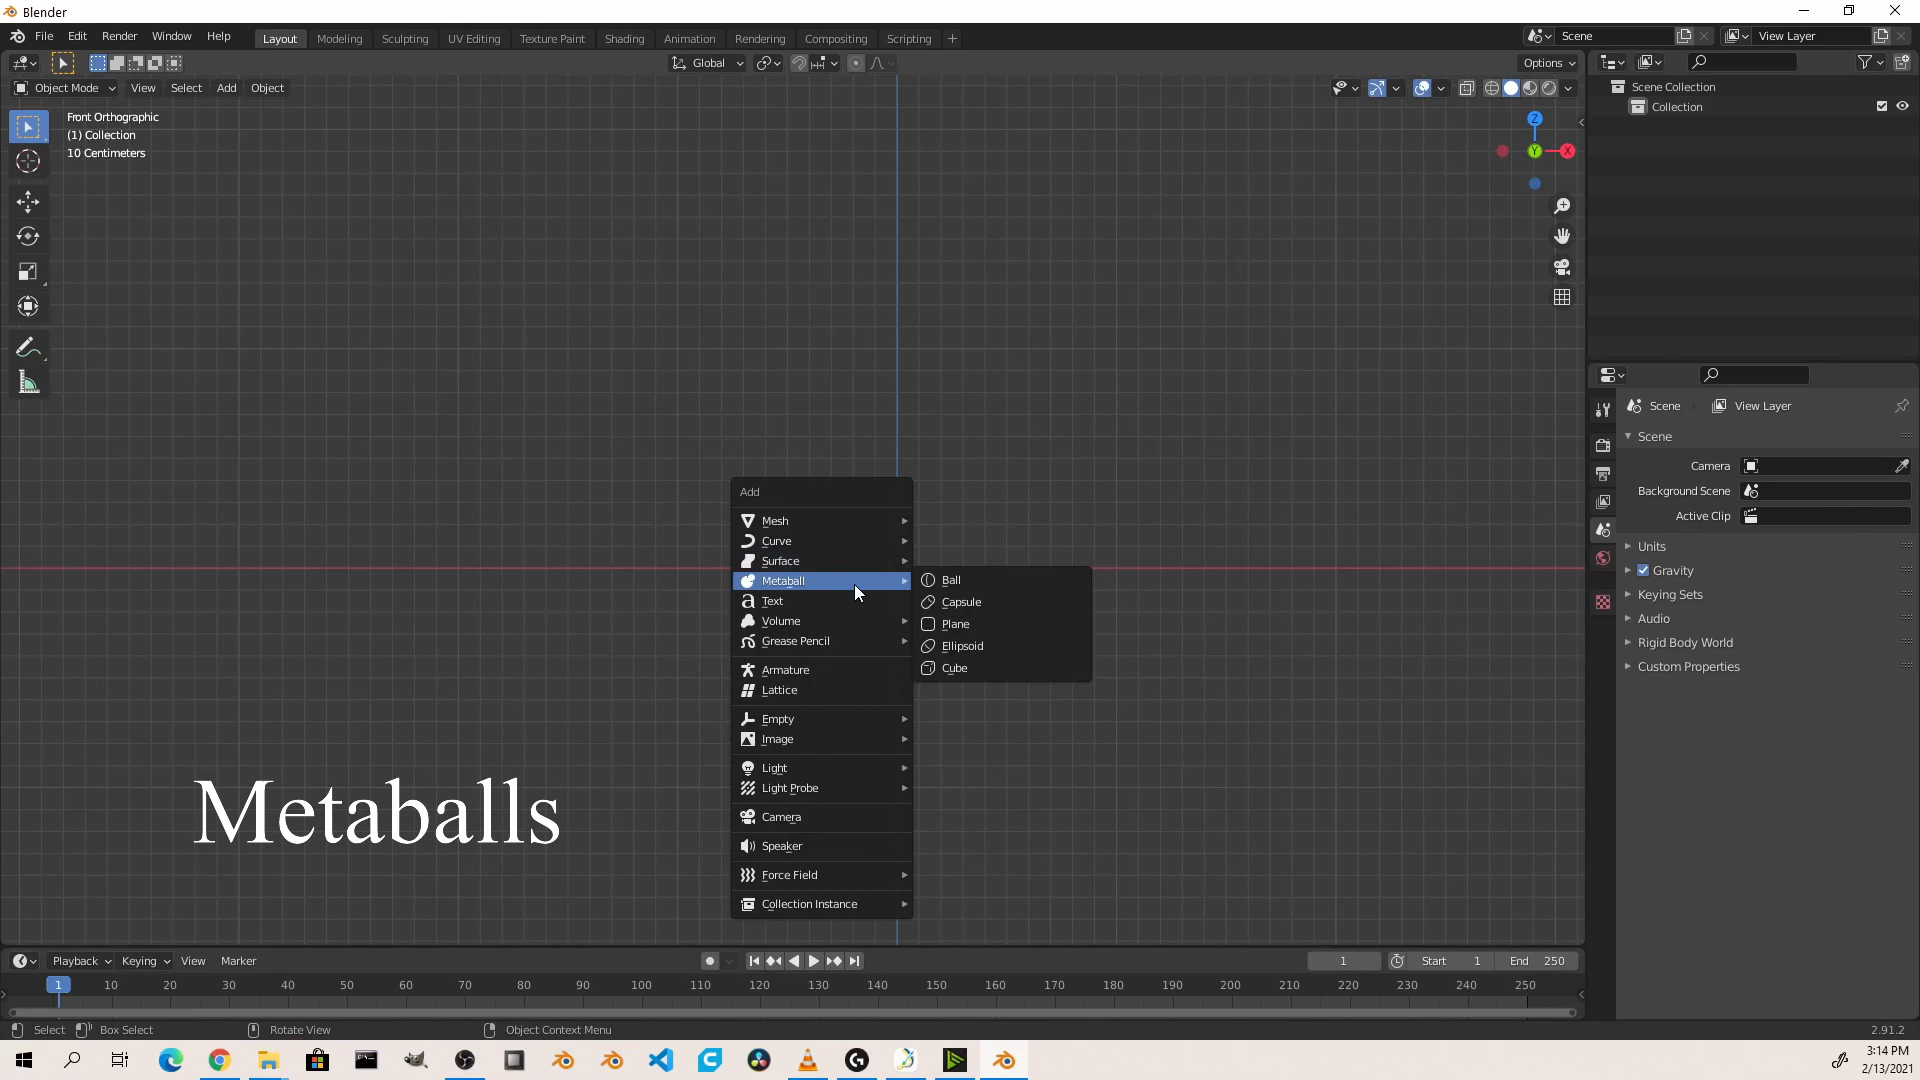 Blender
File Edit Render Window Help
Layout Modeling Sculpting UV Editing Texture Paint Shading Animation Rendering Compositing Scripting +
Scene
View Layer
Global
Options
Object Mode View Select Add Object
Front Orthographic
(1) Collection
10 Centimeters
Z
Y
X
Scene Collection
Collection
Scene View Layer
Scene
Camera
Background Scene
Active Clip
Units
Gravity
Keying Sets
Audio
Rigid Body World
Custom Properties
Add
Mesh
Curve
Surface
Metaball
Text
Volume
Grease Pencil
Armature
Lattice
Empty
Image
Light
Light Probe
Camera
Speaker
Force Field
Collection Instance
Ball
Capsule
Plane
Ellipsoid
Cube
Metaballs
Playback Keying View Marker
1 Start 1 End 250
1 10 20 30 40 50 60 70 80 90 100 110 120 130 140 150 160 170 180 190 200 210 220 230 240 250
Select Box Select Rotate View Object Context Menu 2.91.2
3:14 PM
2/13/2021